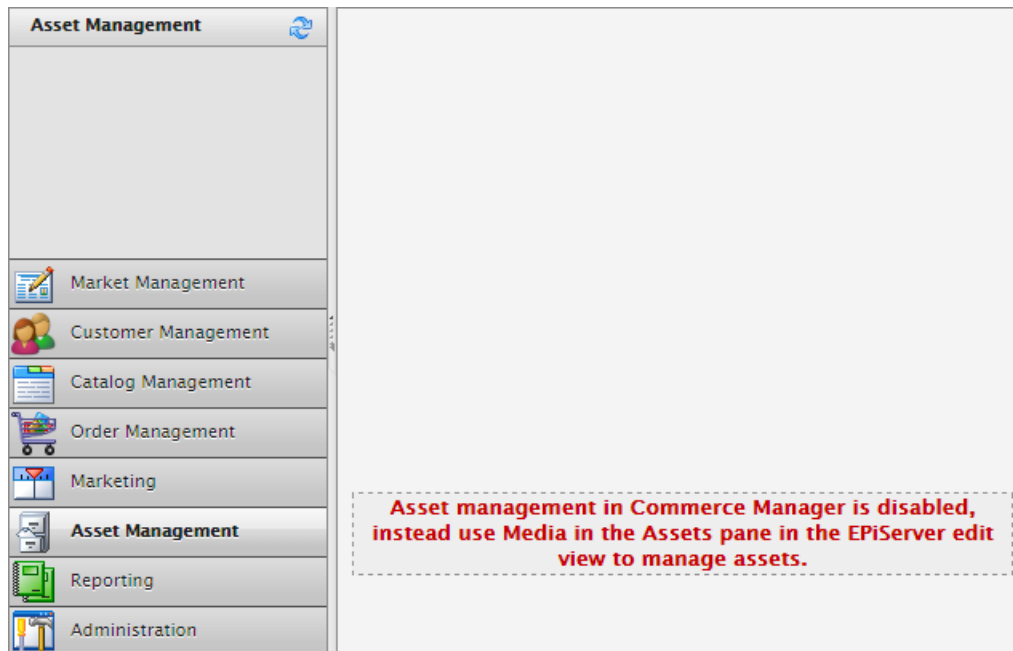 Asset Management
Market Management
Customer Management
Catalog Management
Order Management
Marketing
Asset Management
Reporting
Administration
Asset management in Commerce Manager is disabled,
instead use Media in the Assets pane in the EPiServer edit
view to manage assets.